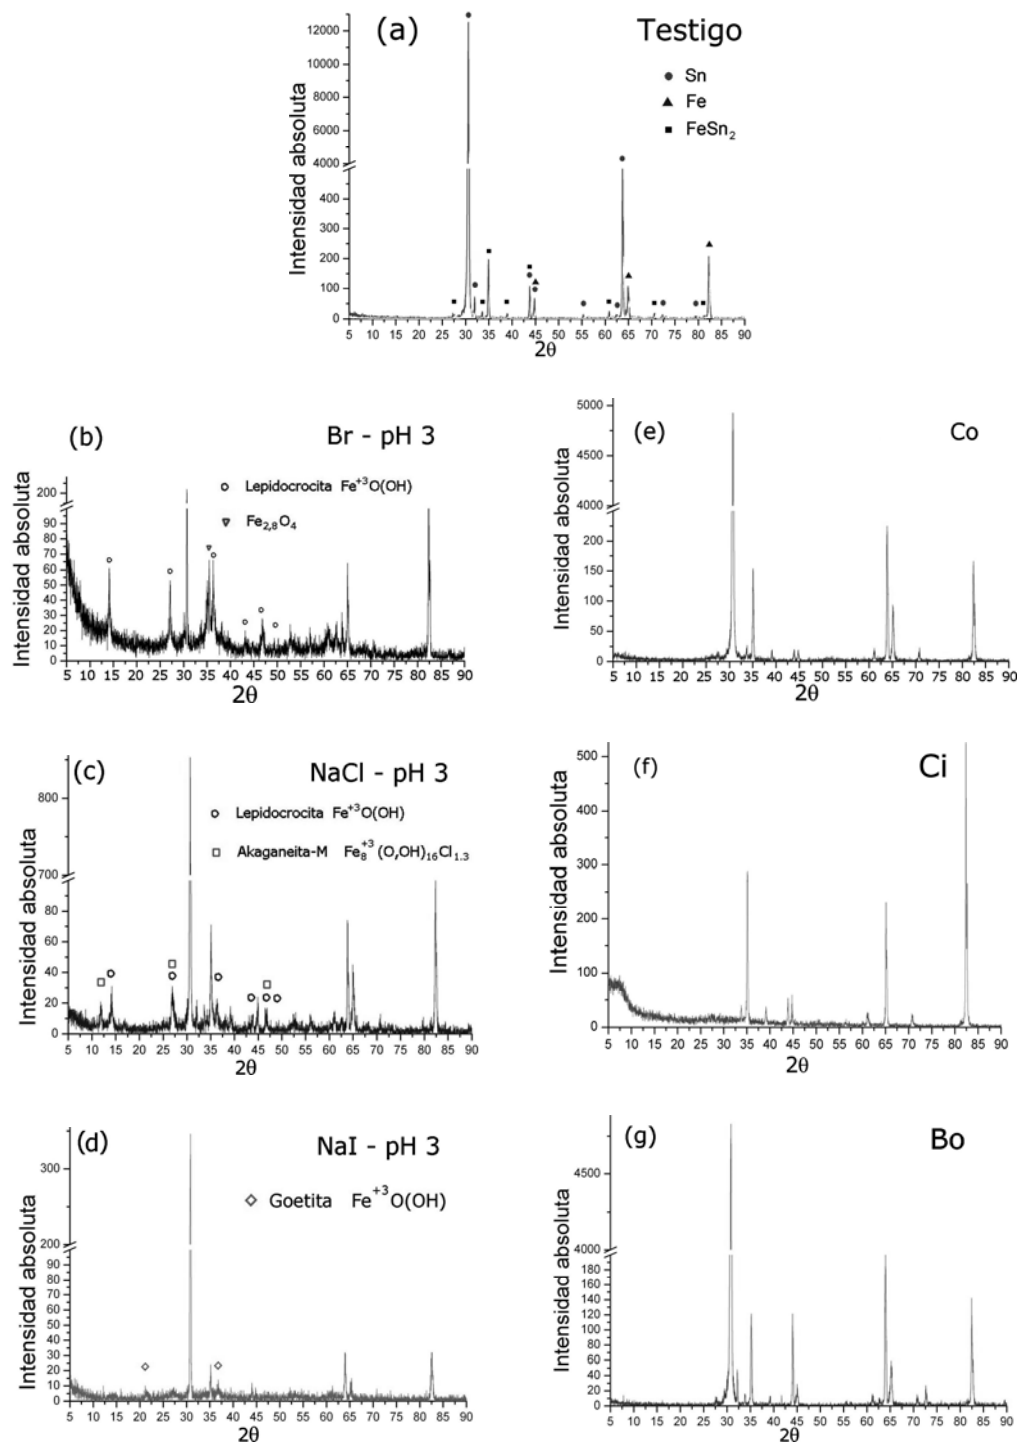 (a) Testigo
Sn
Fe
FeSn2
Intensidad absoluta
12000
10000
8000
6000
4000
400
300
200
100
0
5 10 15 20 25 30 35 40 45 50 55 60 65 70 75 80 85 90
2θ
(b) Br - pH 3
Lepidocrocita Fe+3O(OH)
Fe2,8O4
Intensidad absoluta
200
90
80
70
60
50
40
30
20
10
0
5 10 15 20 25 30 35 40 45 50 55 60 65 70 75 80 85 90
2θ
(e) Co
Intensidad absoluta
5000
4500
4000
200
150
100
50
0
5 10 15 20 25 30 35 40 45 50 55 60 65 70 75 80 85 90
2θ
(c) NaCl - pH 3
Lepidocrocita Fe+3O(OH)
Akaganeita-M Fe8+3 (O,OH)16Cl1.3
Intensidad absoluta
800
700
80
60
40
20
0
5 10 15 20 25 30 35 40 45 50 55 60 65 70 75 80 85 90
2θ
(f) Ci
Intensidad absoluta
500
400
300
200
100
0
5 10 15 20 25 30 35 40 45 50 55 60 65 70 75 80 85 90
2θ
(d) NaI - pH 3
Goetita Fe+3O(OH)
Intensidad absoluta
300
200
90
80
70
60
50
40
30
20
10
0
5 10 15 20 25 30 35 40 45 50 55 60 65 70 75 80 85 90
2θ
(g) Bo
Intensidad absoluta
4500
4000
180
160
140
120
100
80
60
40
20
0
5 10 15 20 25 30 35 40 45 50 55 60 65 70 75 80 85 90
2θ